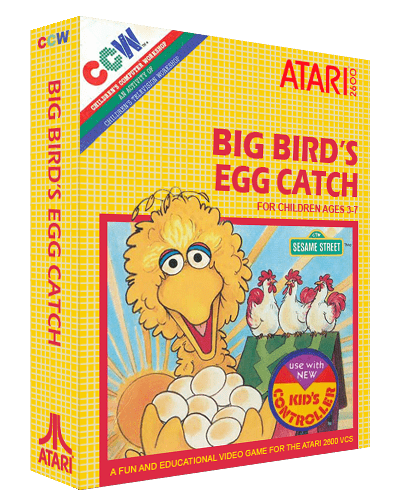 CCW
BIG BIRD'S EGG CATCH
ATARI
CCW
CHILDREN'S COMPUTER WORKSHOP
AN ACTIVITY OF
CHILDREN'S TELEVISION WORKSHOP
ATARI
2600
BIG BIRD'S
EGG CATCH
FOR CHILDREN AGES 3-7
CTW
SESAME STREET
use with
NEW
KID'S
CONTROLLER
A FUN AND EDUCATIONAL VIDEO GAME FOR THE ATARI 2600 VCS